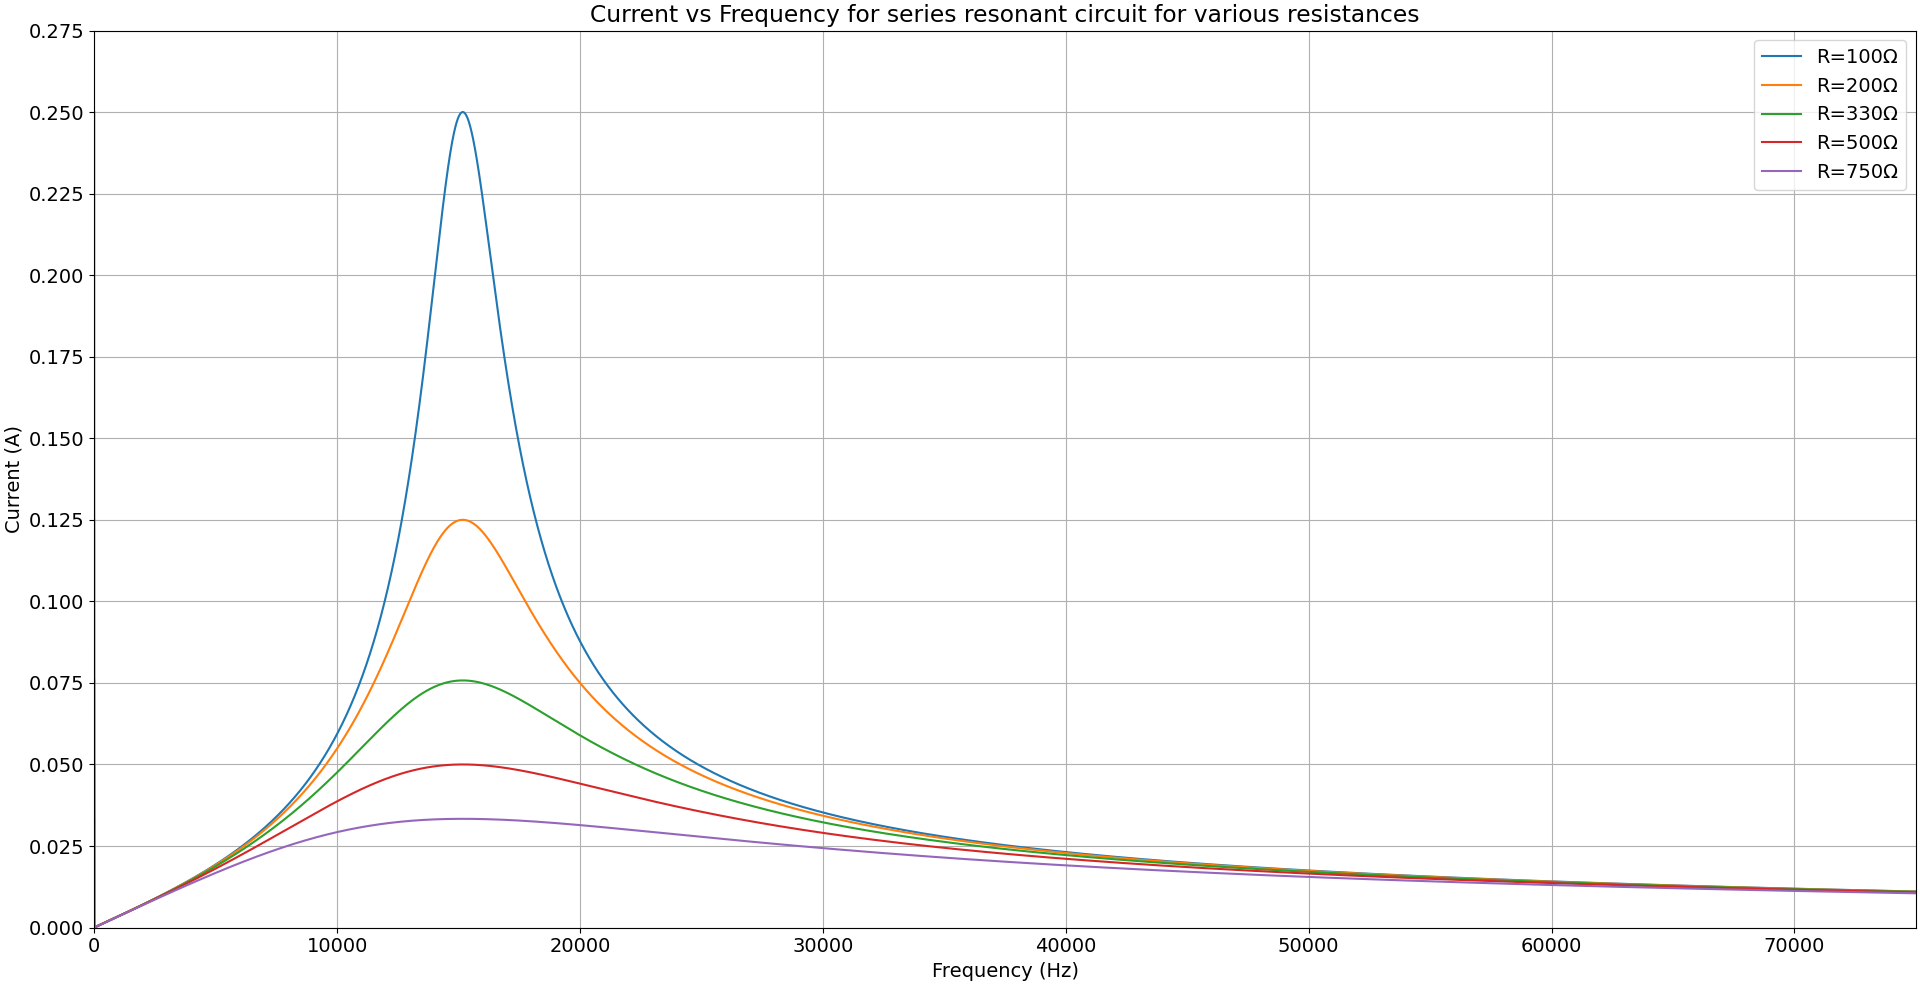 Current vs Frequency for series resonant circuit for various resistances
0.275
0.250
0.225
0.200
0.175
0.150
0.125
0.100
0.075
0.050
0.025
0.000
Current (A)
R=100Ω
R=200Ω
R=330Ω
R=500Ω
R=750Ω
0 10000 20000 30000 40000 50000 60000 70000
Frequency (Hz)